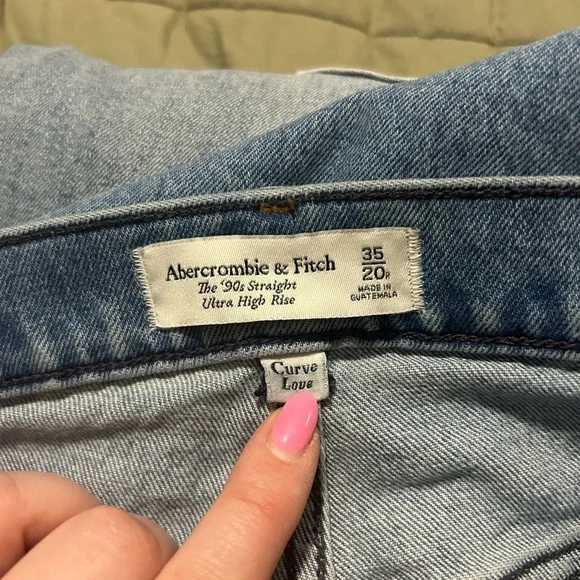 Abercrombie & Fitch
The '90s Straight
Ultra High Rise
35
20R
MADE IN
GUATEMALA
Curve
Love